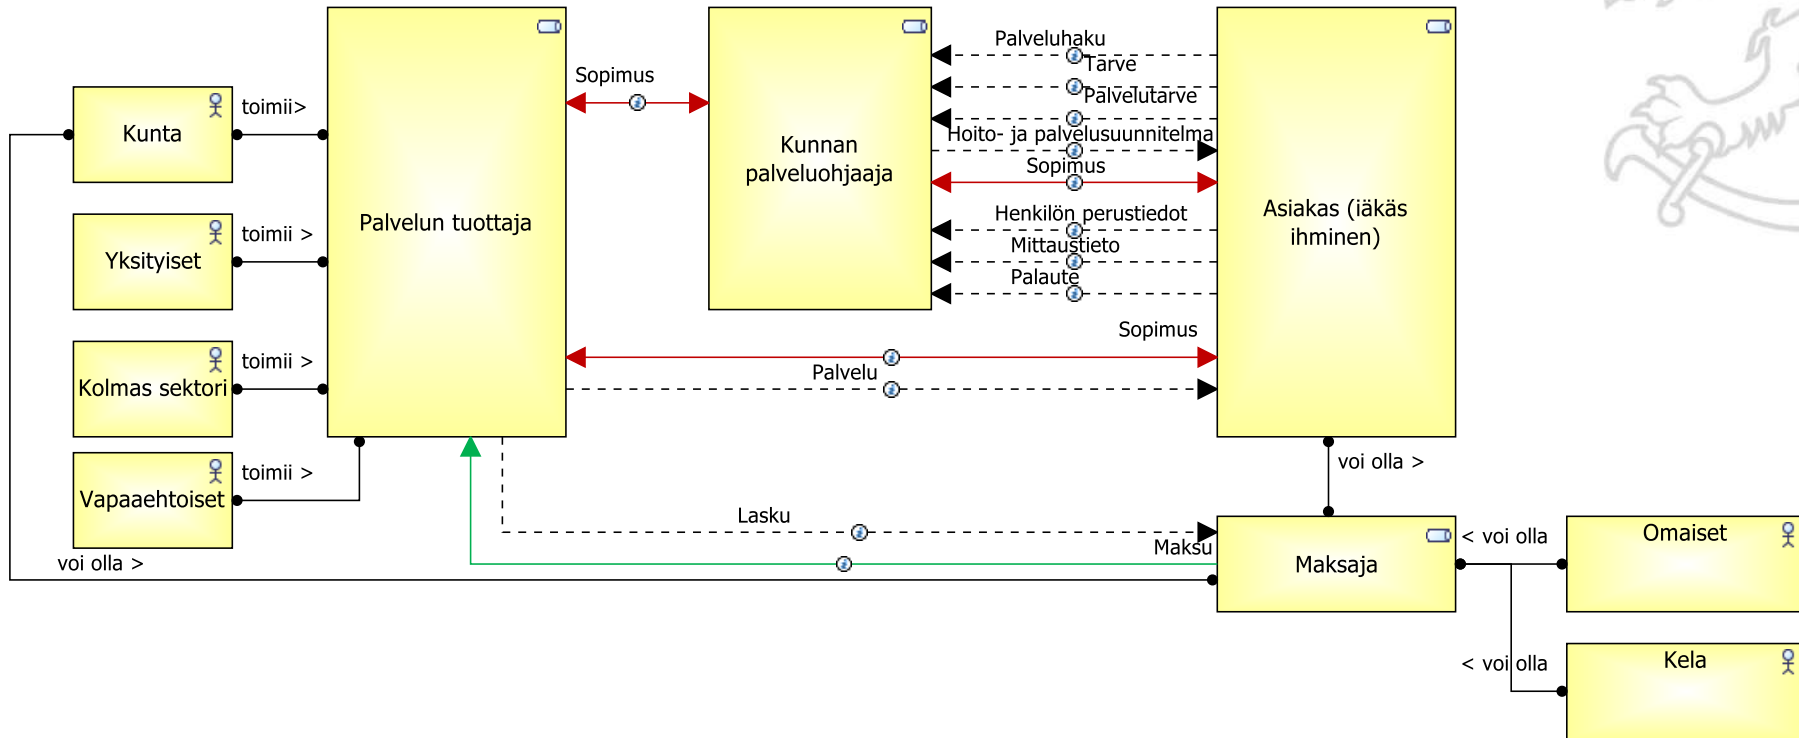 Palveluhaku
Tarve
Palvelutarve
Hoito- ja palvelusuunnitelma
Sopimus
Henkilön perustiedot
Mittaustieto
Palaute
Sopimus
toimii>
Kunta
Kunnan
palveluohjaaja
Asiakas (iäkäs
ihminen)
Palvelun tuottaja
toimii >
Yksityiset
Sopimus
toimii >
Palvelu
Kolmas sektori
toimii >
Vapaaehtoiset
voi olla >
voi olla >
Lasku
Maksu
Maksaja
< voi olla
Omaiset
< voi olla
Kela